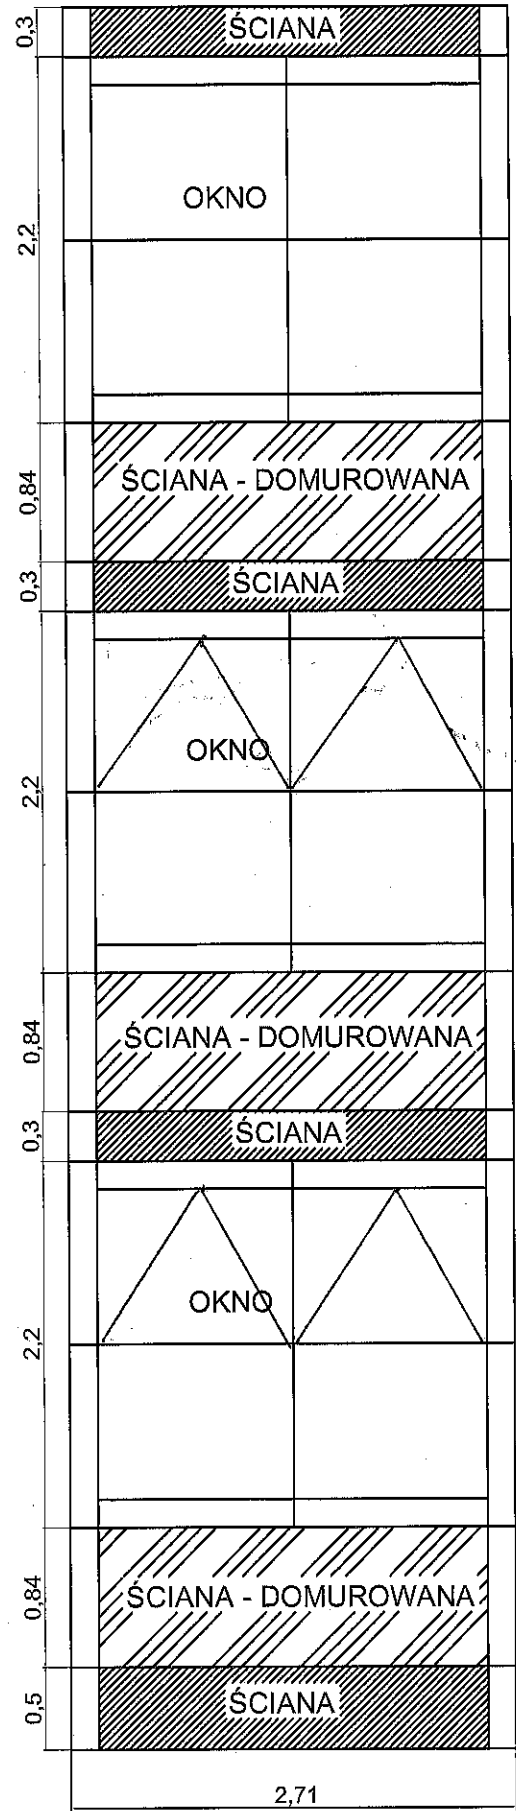 0,3
ŚCIANA
OKNO
2,2
ŚCIANA - DOMUROWANA
0,84
ŚCIANA
0,3
OKNO
2,2
ŚCIANA - DOMUROWANA
0,84
ŚCIANA
0,3
OKNO
2,2
ŚCIANA - DOMUROWANA
0,84
ŚCIANA
0,5
2,71